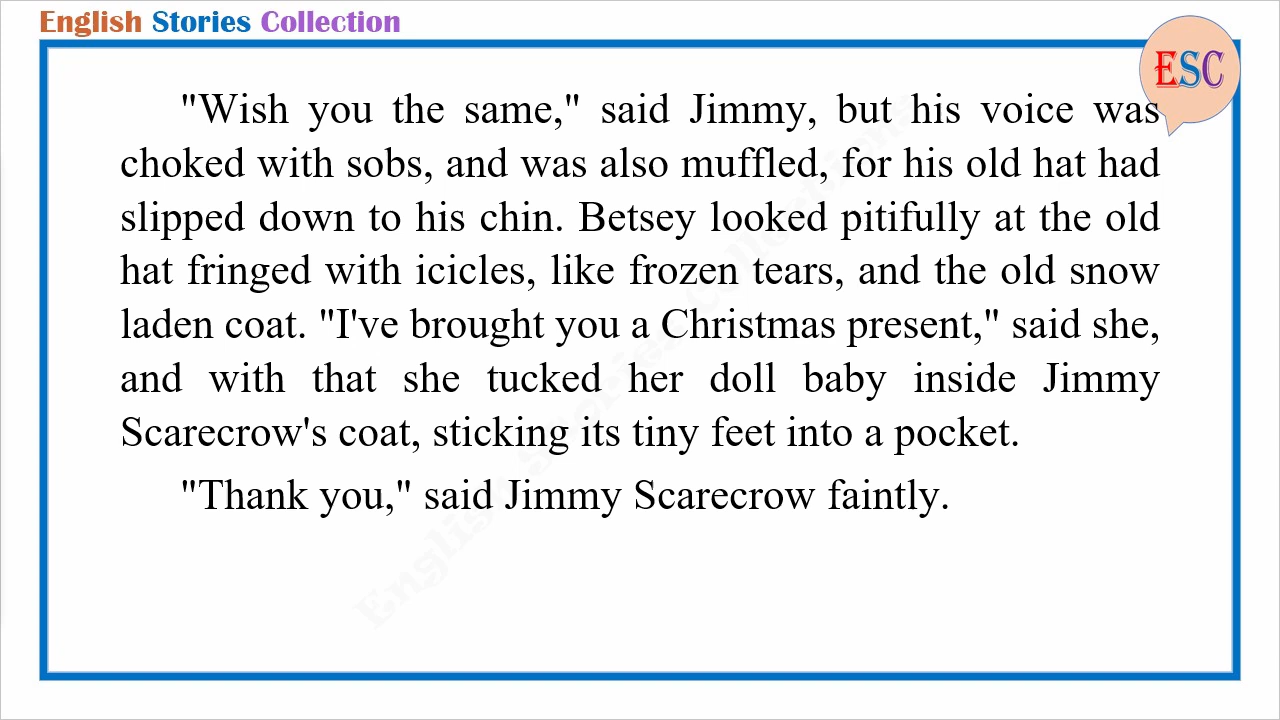 English Stories Collection
ESC
"Wish you the same," said Jimmy, but his voice was
choked with sobs, and was also muffled, for his old hat had
slipped down to his chin. Betsey looked pitifully at the old
hat fringed with icicles, like frozen tears, and the old snow
laden coat. "I've brought you a Christmas present," said she,
and with that she tucked her doll baby inside Jimmy
Scarecrow's coat, sticking its tiny feet into a pocket.
"Thank you," said Jimmy Scarecrow faintly.
English Stories Collections